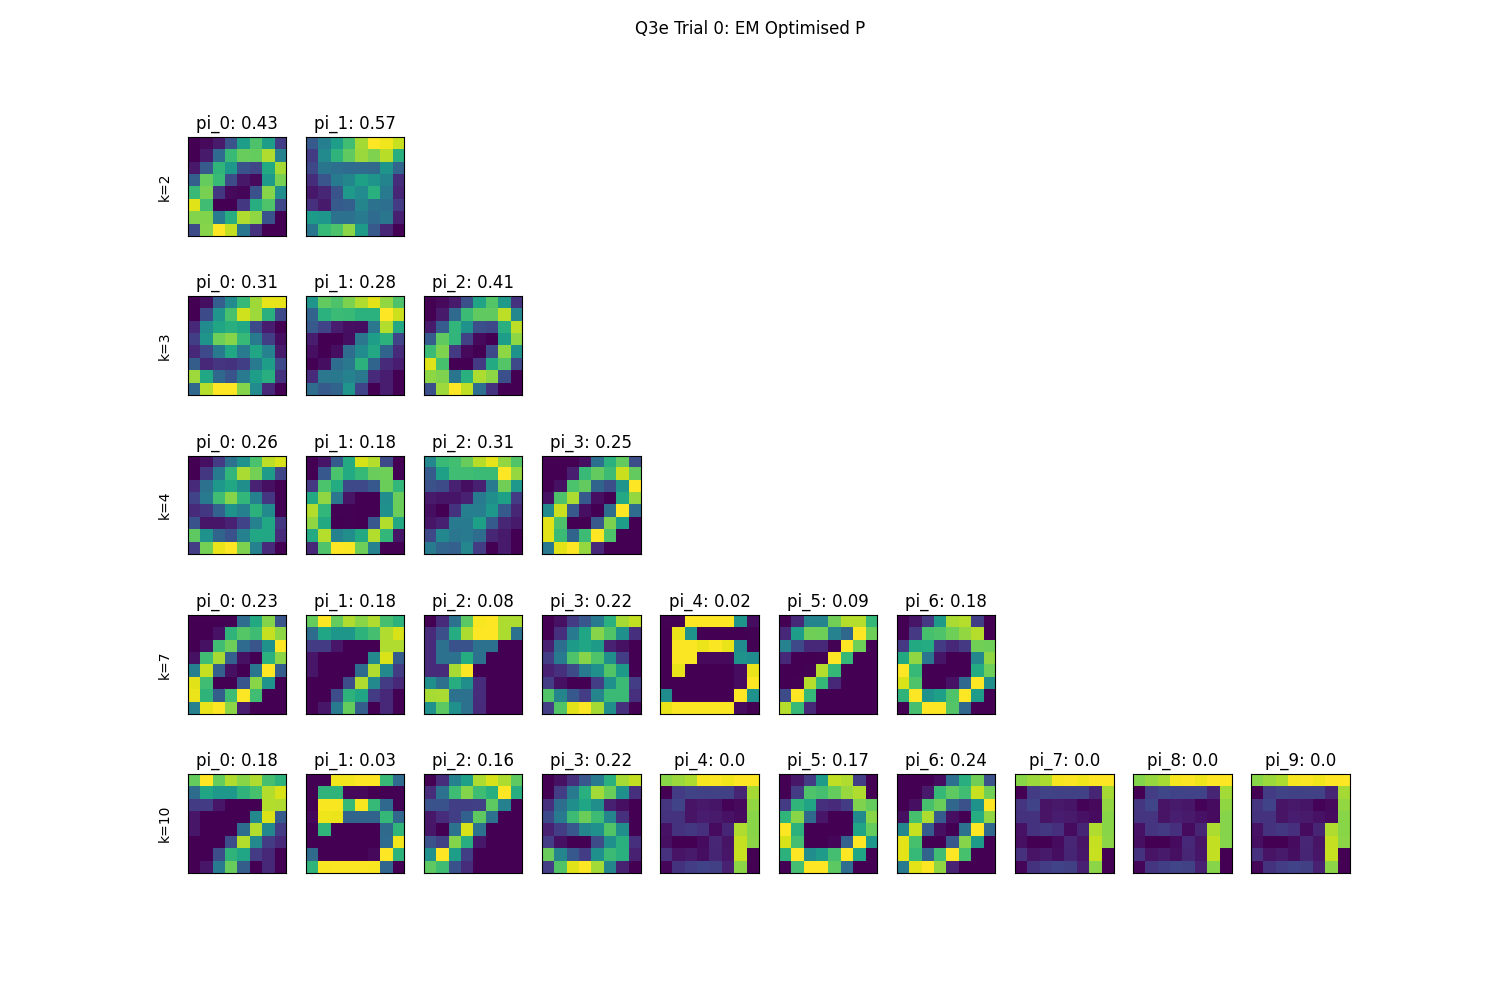 Q3e Trial 0: EM Optimised P
pi_0: 0.43 pi_1: 0.57
k=2
pi_0: 0.31 pi_1: 0.28 pi_2: 0.41
k=3
pi_0: 0.26 pi_1: 0.18 pi_2: 0.31 pi_3: 0.25
k=4
pi_0: 0.23 pi_1: 0.18 pi_2: 0.08 pi_3: 0.22 pi_4: 0.02 pi_5: 0.09 pi_6: 0.18
k=7
pi_0: 0.18 pi_1: 0.03 pi_2: 0.16 pi_3: 0.22 pi_4: 0.0 pi_5: 0.17 pi_6: 0.24 pi_7: 0.0 pi_8: 0.0 pi_9: 0.0
k=10